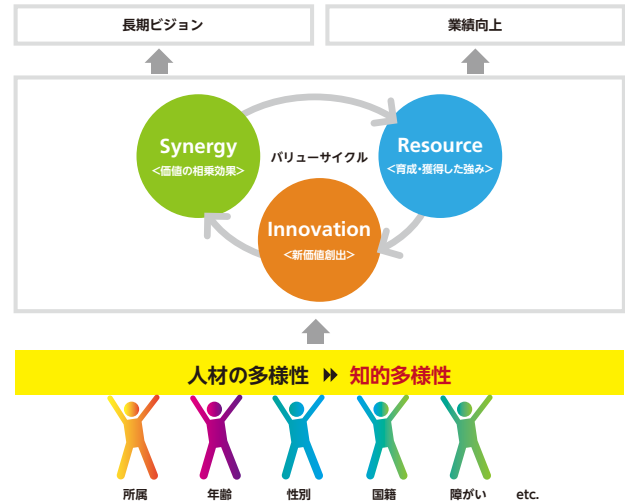 長期ビジョン
業績向上
Synergy
<価値の相乗効果>
バリューサイクル
Resource
<育成・獲得した強み>
Innovation
<新価値創出>
人材の多様性
知的多様性
所属
年齢
性別
国籍
障がい
etc.